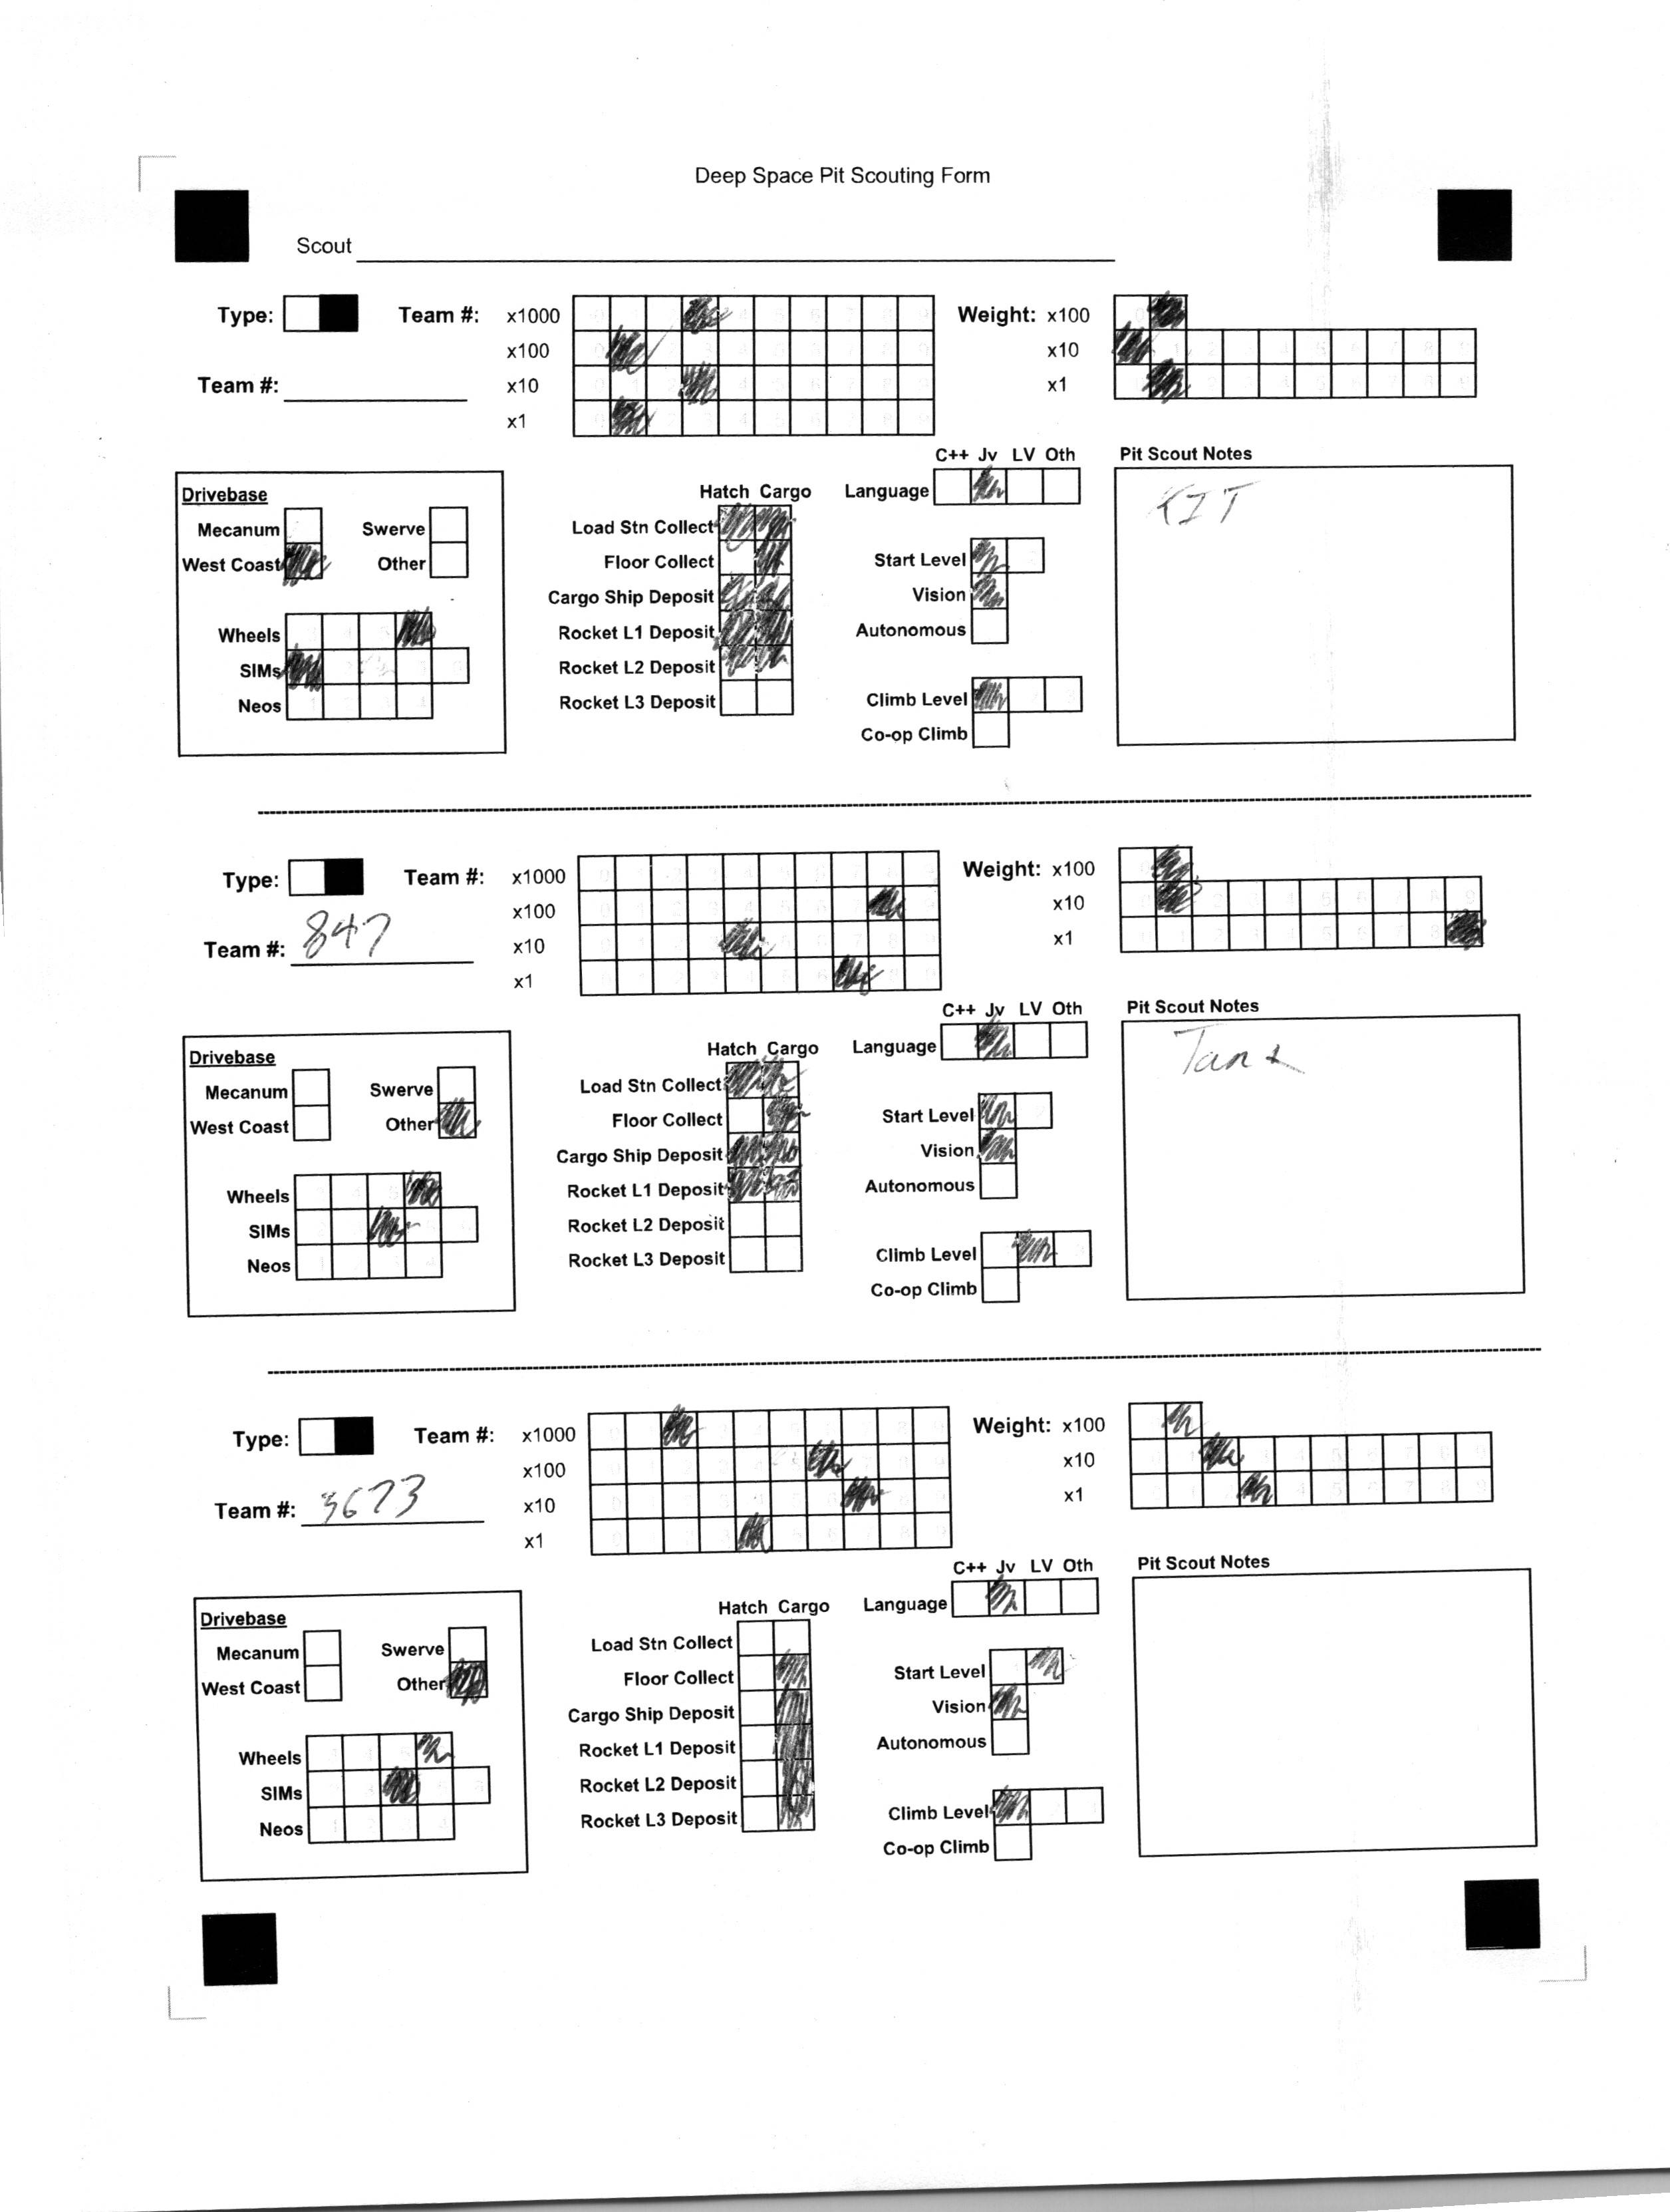 Deep Space Pit Scouting Form
Scout
Type: Team #: x1000 Weight: x100
x100 x10
Team #: x10 x1
x1
C++ Jv LV Oth Pit Scout Notes
Drivebase Hatch Cargo Language KIT
Mecanum Swerve Load Stn Collect
West Coast Other Floor Collect Start Level
Cargo Ship Deposit Vision
Wheels Rocket L1 Deposit Autonomous
SIMs Rocket L2 Deposit
Neos Rocket L3 Deposit Climb Level
Co-op Climb
Type: Team #: x1000 Weight: x100
x100 x10
Team #: 847 x10 x1
x1
C++ Jv LV Oth Pit Scout Notes
Drivebase Hatch Cargo Language
Mecanum Swerve Load Stn Collect
West Coast Other Floor Collect Start Level
Cargo Ship Deposit Vision
Wheels Rocket L1 Deposit Autonomous
SIMs Rocket L2 Deposit
Neos Rocket L3 Deposit Climb Level
Co-op Climb
Type: Team #: x1000 Weight: x100
x100 x10
Team #: 3673 x10 x1
x1
C++ Jv LV Oth Pit Scout Notes
Drivebase Hatch Cargo Language
Mecanum Swerve Load Stn Collect
West Coast Other Floor Collect Start Level
Cargo Ship Deposit Vision
Wheels Rocket L1 Deposit Autonomous
SIMs Rocket L2 Deposit
Neos Rocket L3 Deposit Climb Level
Co-op Climb